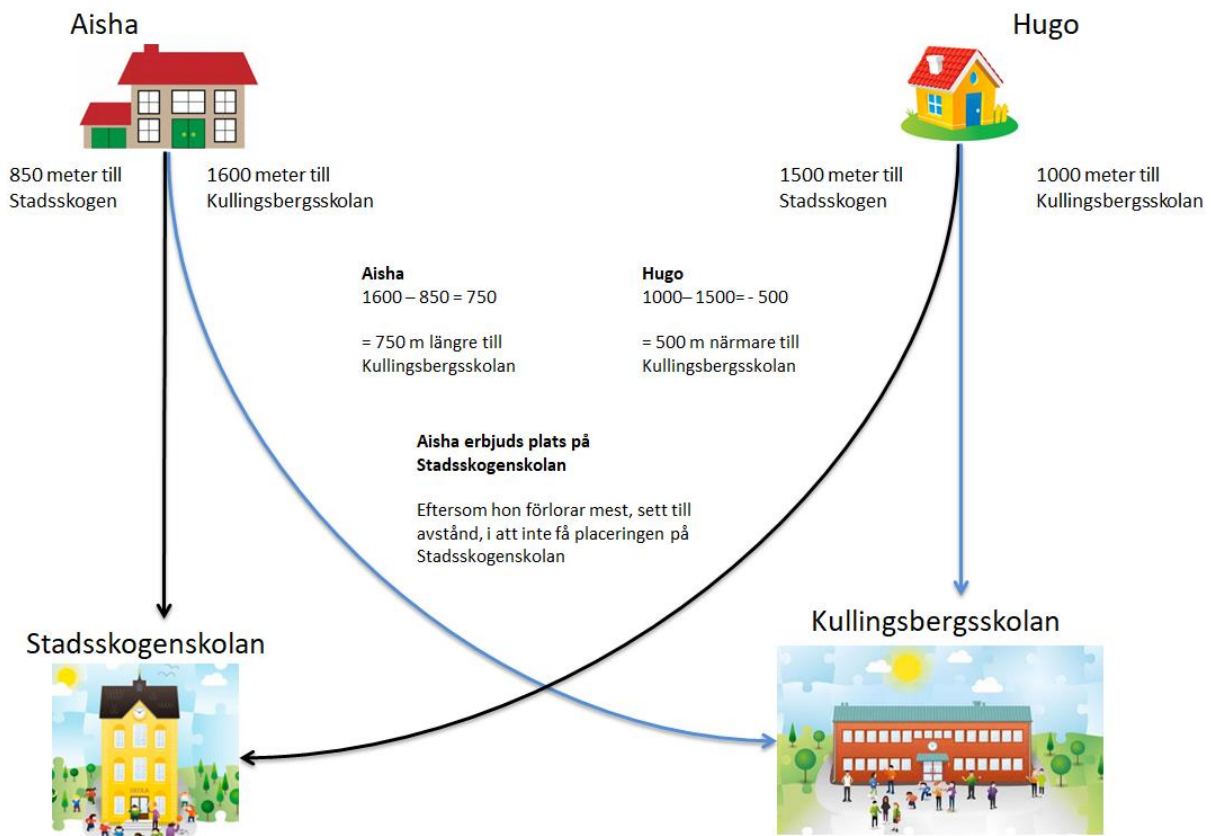 Aisha
Hugo
850 meter till
Stadsskogen
1600 meter till
Kullingsbergsskolan
1500 meter till
Stadsskogen
1000 meter till
Kullingsbergsskolan
Aisha
1600 – 850 = 750
= 750 m längre till
Kullingsbergsskolan
Hugo
1000– 1500= - 500
= 500 m närmare till
Kullingsbergsskolan
Aisha erbjuds plats på
Stadsskogenskolan
Eftersom hon förlorar mest, sett till
avstånd, i att inte få placeringen på
Stadsskogenskolan
Stadsskogenskolan
Kullingsbergsskolan
SKOLA